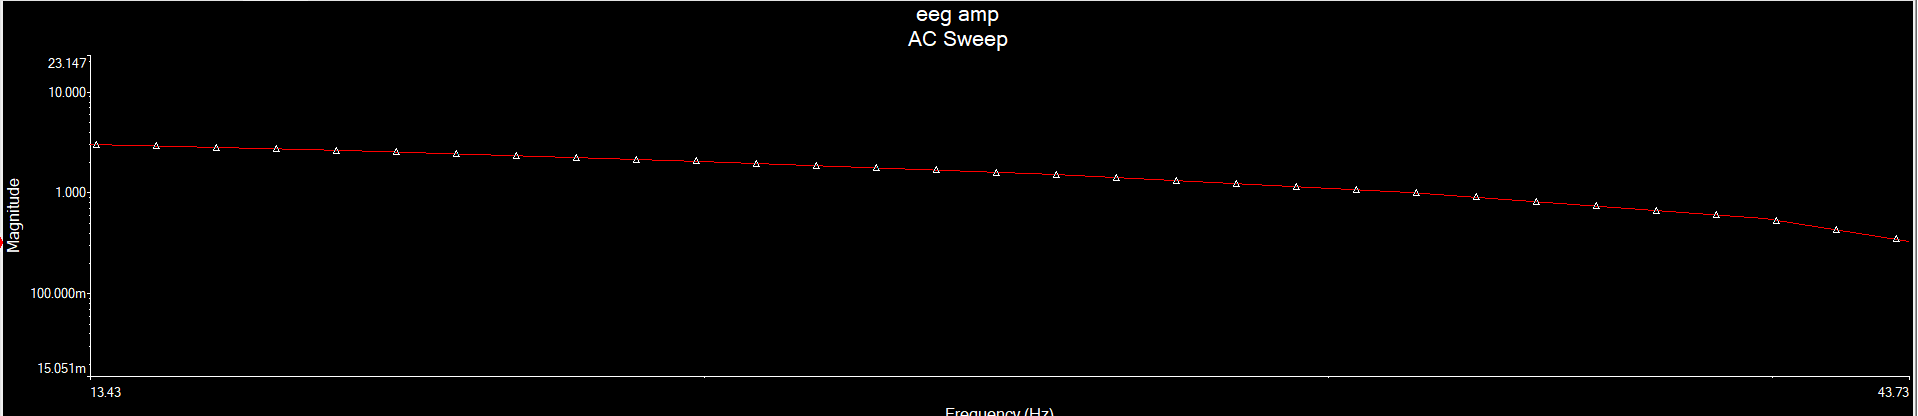 eeg amp
AC Sweep
23.147
10.000
1.000
100.000m
15.051m
Magnitude
13.43
43.73
Frequency (Hz)